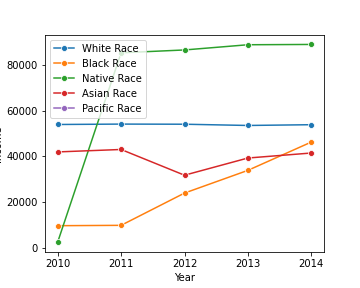 White Race
Black Race
Native Race
Asian Race
Pacific Race
80000
60000
40000
20000
0
2010 2011 2012 2013 2014
Year